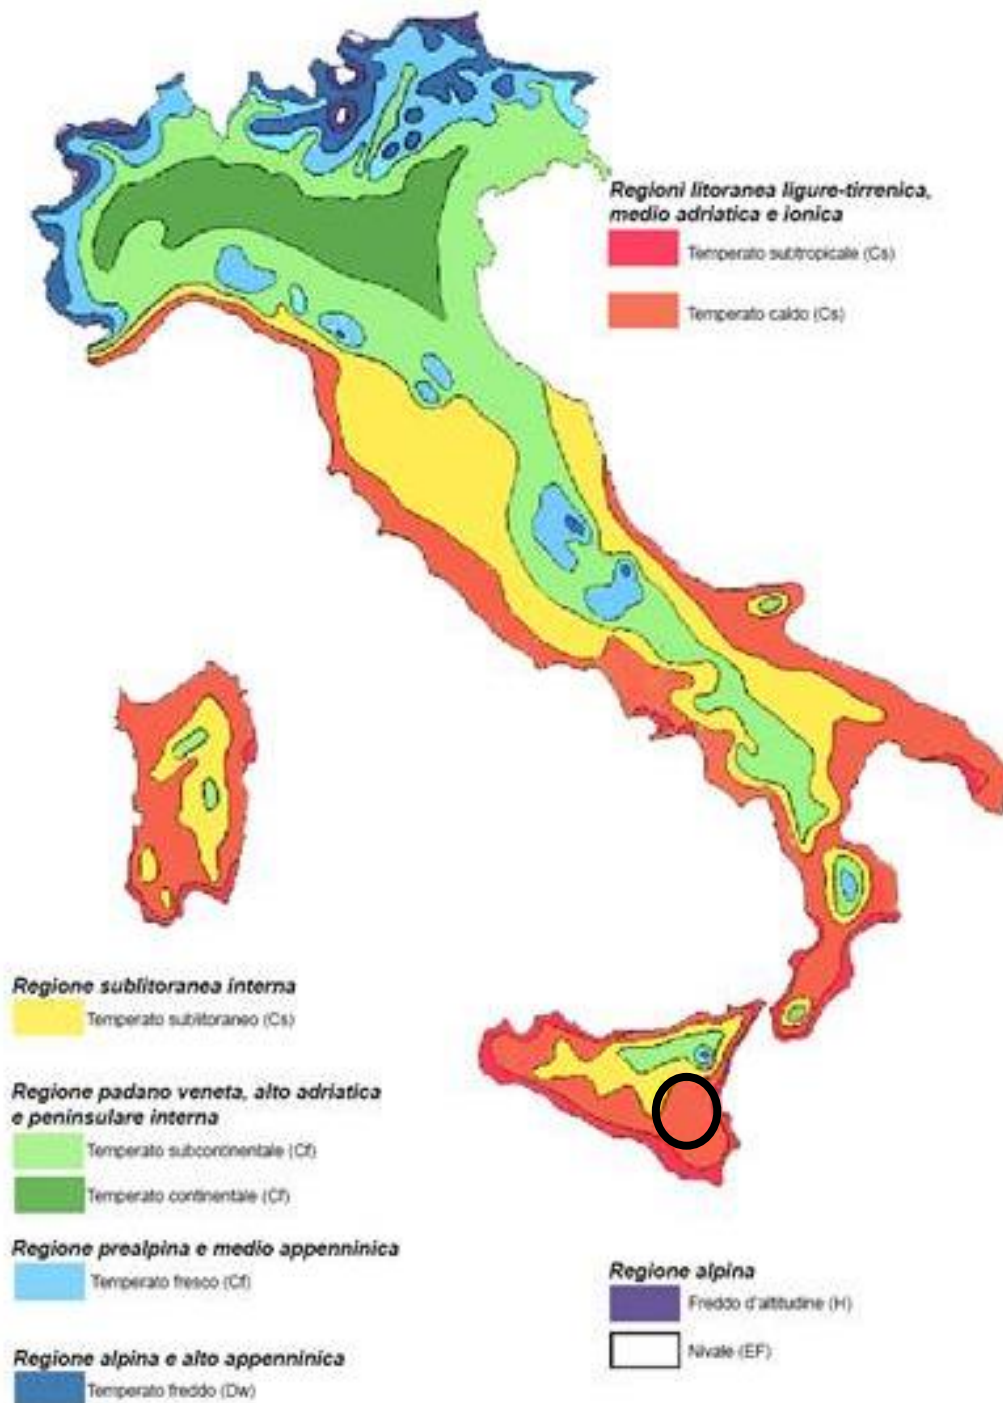 Regioni litoranea ligure-tirrenica,
medio adriatica e ionica
Temperato subtropicale (Cs)
Temperato caldo (Cs)
Regione sublitoranea interna
Temperato sublitoraneo (Cs)
Regione padano veneta, alto adriatica
e peninsulare interna
Temperato subcontinentale (Cf)
Temperato continentale (Cf)
Regione prealpina e medio appenninica
Temperato fresco (Cf)
Regione alpina e alto appenninica
Temperato freddo (Dw)
Regione alpina
Freddo d'altitudine (H)
Nivale (EF)